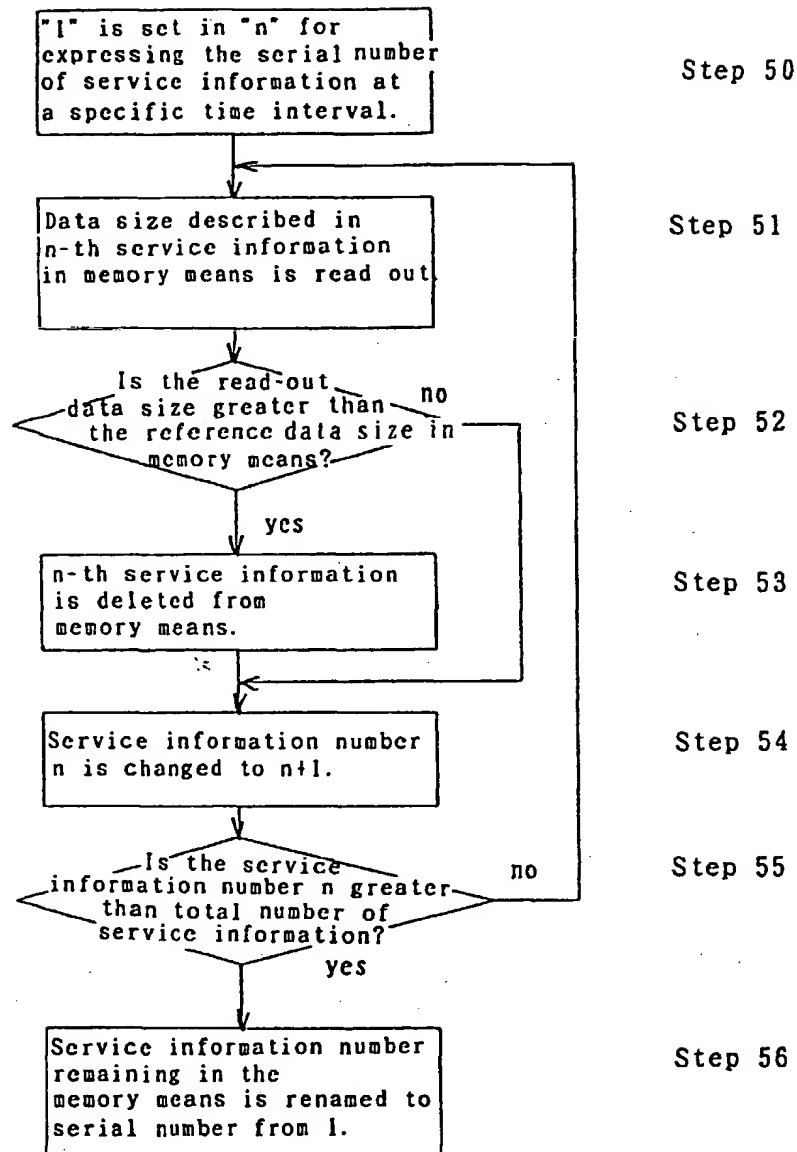 "1" is set in "n" for
expressing the serial number
of service information at
a specific time interval.
Step 50
Data size described in
n-th service information
in memory means is read out.
Step 51
Is the read-out
data size greater than
the reference data size in
memory means?
no
Step 52
yes
n-th service information
is deleted from
memory means.
Step 53
Service information number
n is changed to n+1.
Step 54
Is the service
information number n greater
than total number of
service information?
no
Step 55
yes
Service information number
remaining in the
memory means is renamed to
serial number from 1.
Step 56